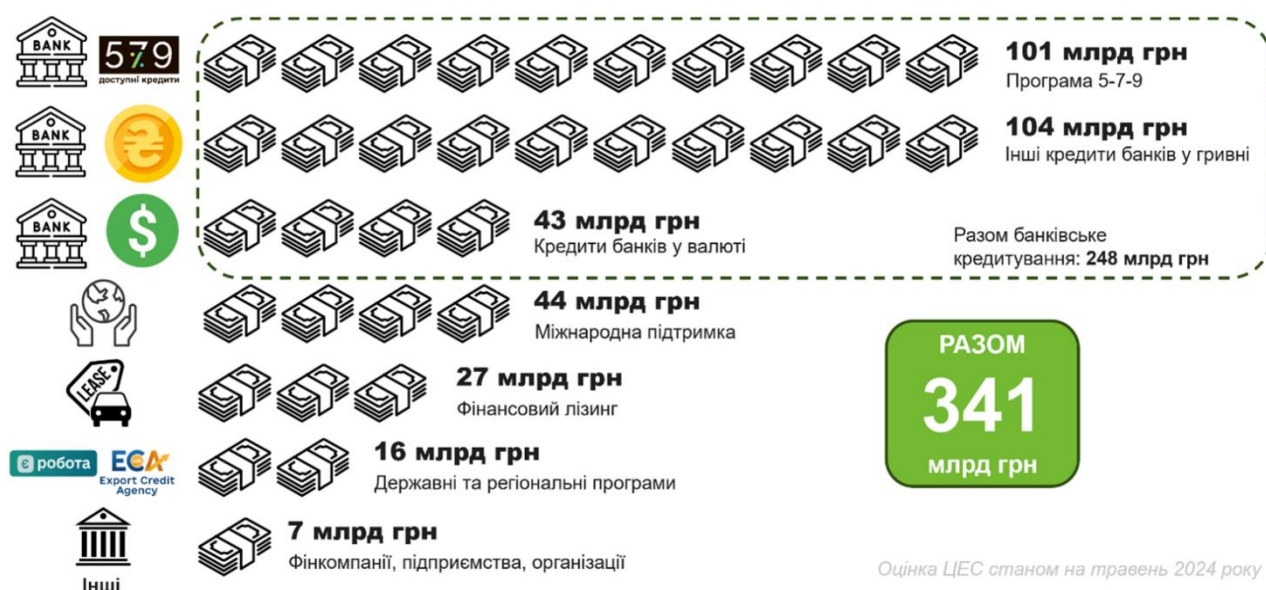 BANK
5%7%9
доступні кредити
101 млрд грн
Програма 5-7-9
BANK
₴
104 млрд грн
Інші кредити банків у гривні
BANK
$
43 млрд грн
Кредити банків у валюті
Разом банківське
кредитування: 248 млрд грн
44 млрд грн
Міжнародна підтримка
LEASE
27 млрд грн
Фінансовий лізинг
РАЗОМ
341
млрд грн
є робота
ECA
Export Credit
Agency
16 млрд грн
Державні та регіональні програми
7 млрд грн
Фінкомпанії, підприємства, організації
Інші
Оцінка ЦЕС станом на травень 2024 року